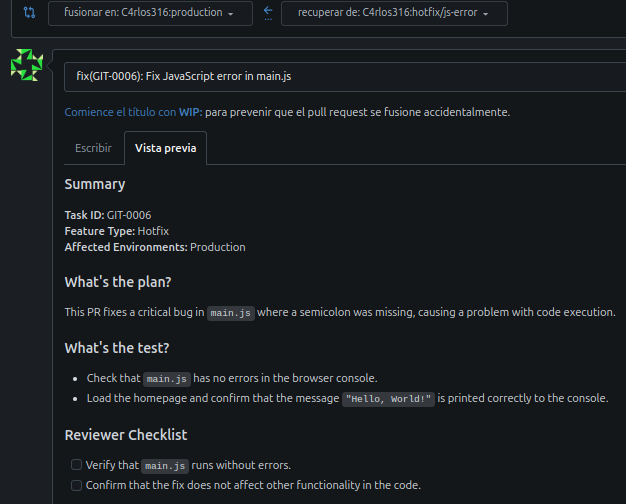 fusionar en: C4rlos316:production
recuperar de: C4rlos316:hotfix/js-error
fix(GIT-0006): Fix JavaScript error in main.js
Comience el título con WIP: para prevenir que el pull request se fusione accidentalmente.
Escribir
Vista previa
Summary
Task ID: GIT-0006
Feature Type: Hotfix
Affected Environments: Production
What's the plan?
This PR fixes a critical bug in main.js where a semicolon was missing, causing a problem with code execution.
What's the test?
Check that main.js has no errors in the browser console.
Load the homepage and confirm that the message "Hello, World!" is printed correctly to the console.
Reviewer Checklist
Verify that main.js runs without errors.
Confirm that the fix does not affect other functionality in the code.